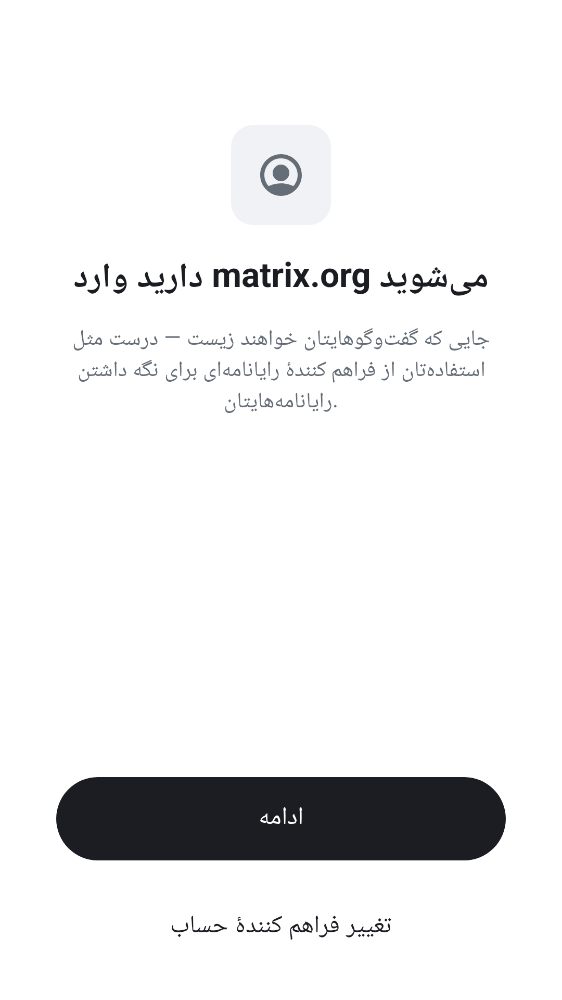 دارید وارد matrix.org می‌شوید
جایی که گفت‌وگوهایتان خواهند زیست — درست مثل
استفاده‌تان از فراهم کنندهٔ رایانامه‌ای برای نگه داشتن
رایانامه‌هایتان.
ادامه
تغییر فراهم کنندهٔ حساب